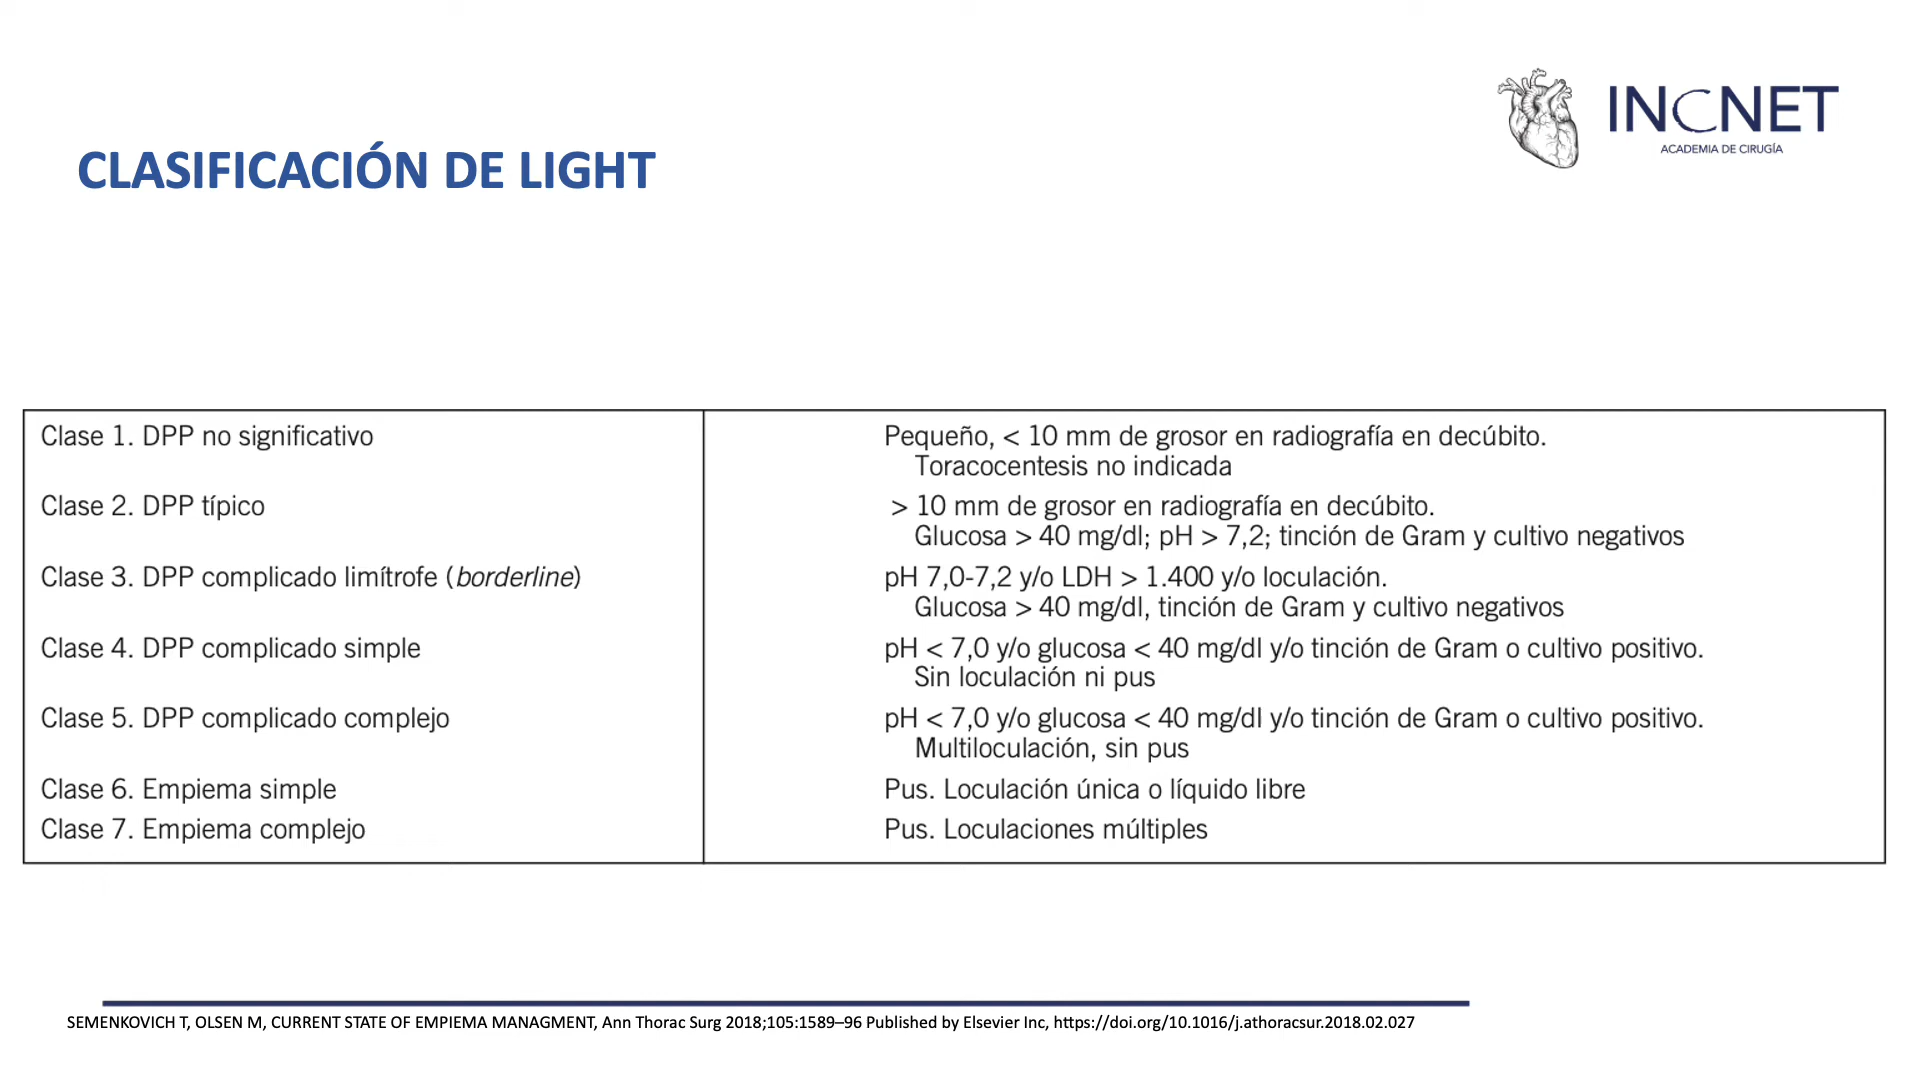 INCNET
ACADEMIA DE CIRUGÍA
CLASIFICACIÓN DE LIGHT
Clase 1. DPP no significativo
Pequeño, < 10 mm de grosor en radiografía en decúbito.
Toracocentesis no indicada
Clase 2. DPP típico
> 10 mm de grosor en radiografía en decúbito.
Glucosa > 40 mg/dl; pH > 7,2; tinción de Gram y cultivo negativos
Clase 3. DPP complicado limítrofe (borderline)
pH 7,0-7,2 y/o LDH > 1.400 y/o loculación.
Glucosa > 40 mg/dl, tinción de Gram y cultivo negativos
Clase 4. DPP complicado simple
pH < 7,0 y/o glucosa < 40 mg/dl y/o tinción de Gram o cultivo positivo.
Sin loculación ni pus
Clase 5. DPP complicado complejo
pH < 7,0 y/o glucosa < 40 mg/dl y/o tinción de Gram o cultivo positivo.
Multiloculación, sin pus
Clase 6. Empiema simple
Pus. Loculación única o líquido libre
Clase 7. Empiema complejo
Pus. Loculaciones múltiples
SEMENKOVICH T, OLSEN M, CURRENT STATE OF EMPIEMA MANAGMENT, Ann Thorac Surg 2018;105:1589–96 Published by Elsevier Inc, https://doi.org/10.1016/j.athoracsur.2018.02.027